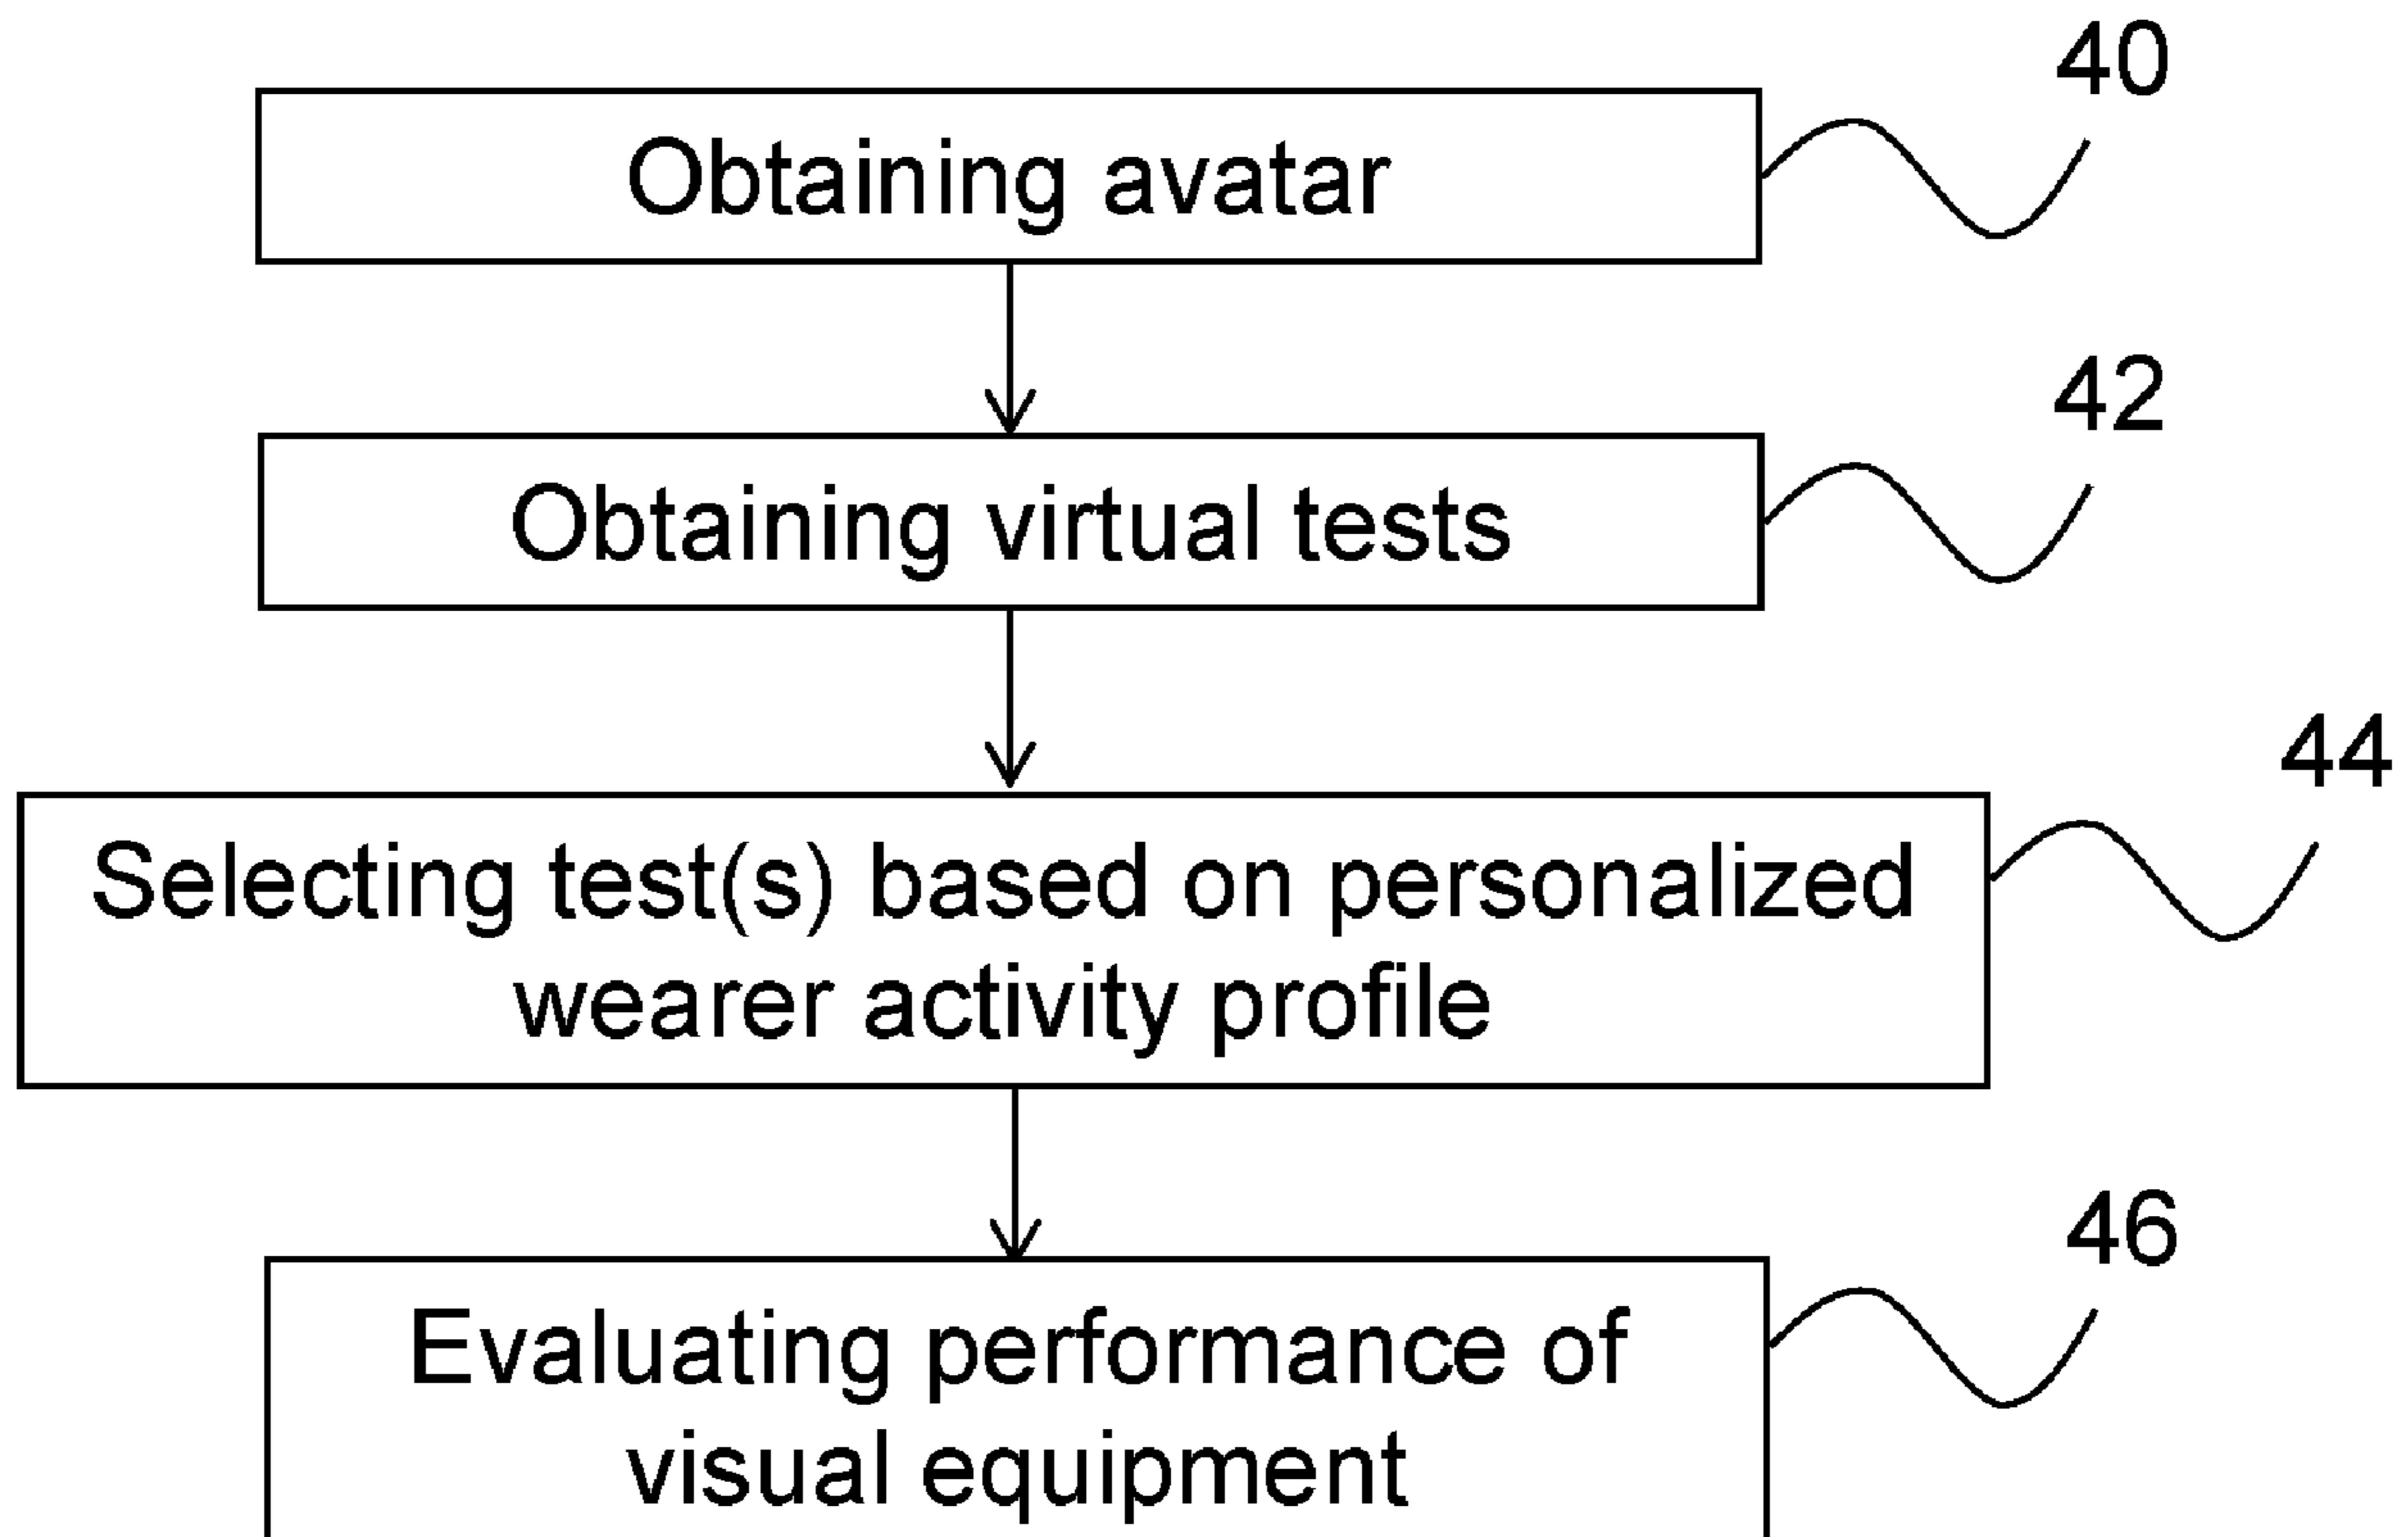 40
Obtaining avatar
42
Obtaining virtual tests
44
Selecting test(s) based on personalized
wearer activity profile
46
Evaluating performance of
visual equipment